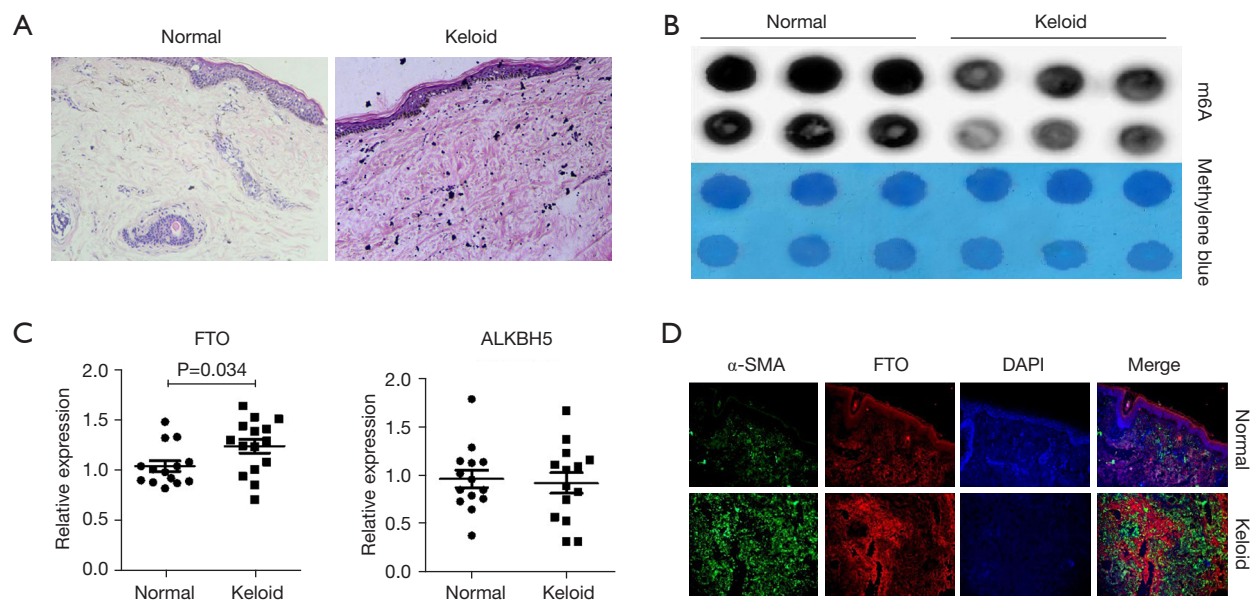 A
Normal
Keloid
B
Normal
Keloid
m6A
Methylene blue
C
FTO
P=0.034
2.0
1.5
1.0
0.5
0.0
Relative expression
Normal
Keloid
ALKBH5
2.0
1.5
1.0
0.5
0.0
Relative expression
Normal
Keloid
D
α-SMA
FTO
DAPI
Merge
Normal
Keloid